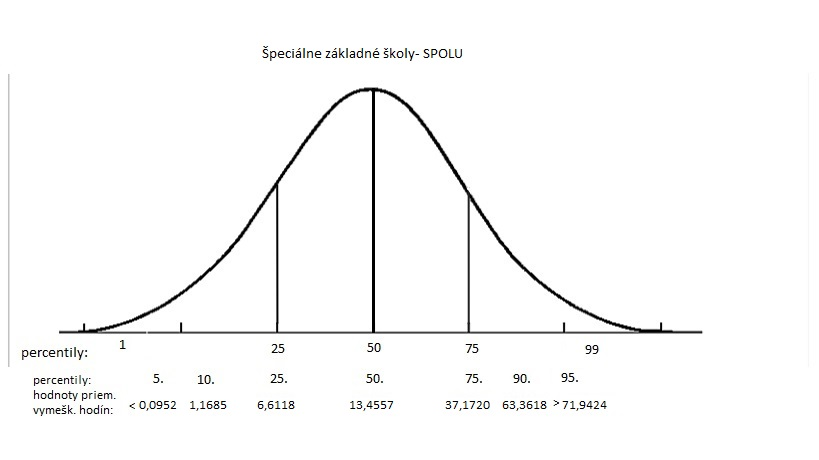 Špeciálne základné školy- SPOLU
percentily: 1 25 50 75 99
percentily: 5. 10. 25. 50. 75. 90. 95.
hodnoty priem.
vymešk. hodín: < 0,0952 1,1685 6,6118 13,4557 37,1720 63,3618 > 71,9424